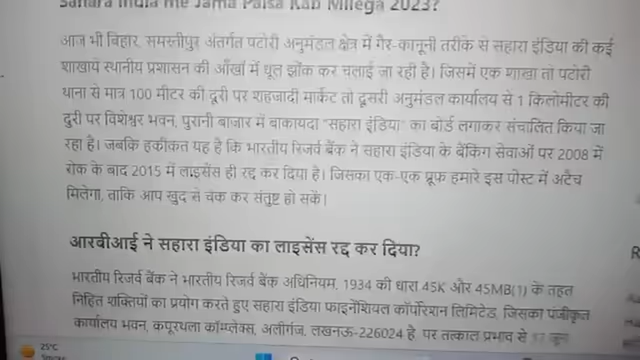 Sahara India me Jama Paisa Kab Milega 2023?
आज भी बिहार, समस्तीपुर अंतर्गत पटोरी अनुमंडल क्षेत्र में गैर-कानूनी तरीके से सहारा इंडिया की कई
शाखायें स्थानीय प्रशासन की आँखों में धूल झोंक कर चलाई जा रही है। जिसमें एक शाखा तो पटोरी
थाना से मात्र 100 मीटर की दूरी पर शहजादी मार्केट तो दूसरी अनुमंडल कार्यालय से 1 किलोमीटर की
दुरी पर विशेश्वर भवन, पुरानी बाजार में बाकायदा "सहारा इंडिया" का बोर्ड लगाकर संचालित किया जा
रहा है। जबकि हकीकत यह है कि भारतीय रिजर्व बैंक ने सहारा इंडिया के बैंकिंग सेवाओं पर 2008 में
रोक के बाद 2015 में लाइसेंस ही रद्द कर दिया है। जिसका एक-एक प्रूफ हमारे इस पोस्ट में अटैच
मिलेगा, ताकि आप खुद से चेक कर संतुष्ट हो सकें।
आरबीआई ने सहारा इंडिया का लाइसेंस रद्द कर दिया?
भारतीय रिजर्व बैंक ने भारतीय रिजर्व बैंक अधिनियम, 1934 की धारा 45K और 45MB(1) के तहत
निहित शक्तियों का प्रयोग करते हुए सहारा इंडिया फाइनेंशियल कॉर्पोरेशन लिमिटेड, जिसका पंजीकृत
कार्यालय भवन, कपूरथला कॉम्प्लेक्स, अलीगंज, लखनऊ-226024 है पर तत्काल प्रभाव से
25°C